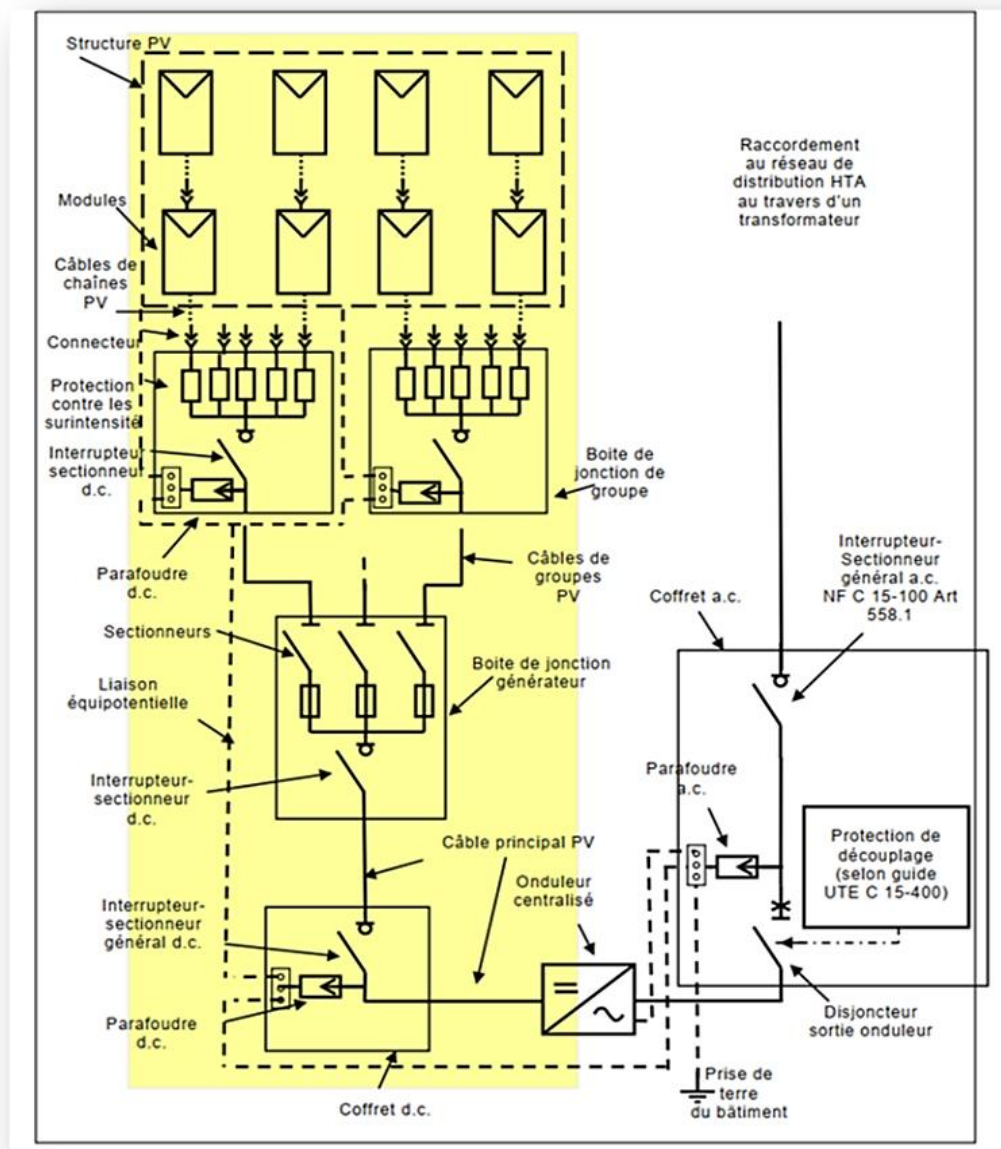 Structure PV
Modules
Câbles de
chaînes
PV
Connecteur
Protection
contre les
surintensité
Interrupteur
sectionneur
d.c.
Parafoudre
d.c.
Sectionneurs
Liaison
équipotentielle
Interrupteur-
sectionneur
d.c.
Interrupteur-
sectionneur
général d.c.
Parafoudre
d.c.
Coffret d.c.
Boite de
jonction de
groupe
Câbles de
groupes
PV
Boite de jonction
générateur
Câble principal PV
Onduleur
centralisé
Raccordement
au réseau de
distribution HTA
au travers d'un
transformateur
Interrupteur-
Sectionneur
général a.c.
NF C 15-100 Art
558.1
Coffret a.c.
Parafoudre
a.c.
Protection de
découplage
(selon guide
UTE C 15-400)
Disjoncteur
sortie onduleur
Prise de
terre
du bâtiment